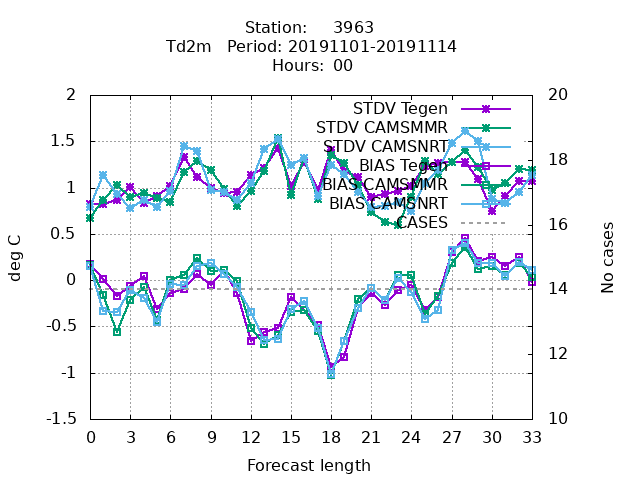 Station: 3963
Td2m Period: 20191101-20191114
Hours: 00
STDV Tegen
STDV CAMSMMR
STDV CAMSNRT
BIAS Tegen
BIAS CAMSMMR
BIAS CAMSNRT
CASES
2
1.5
1
0.5
0
-0.5
-1
-1.5
deg C
20
18
16
14
12
10
No cases
0 3 6 9 12 15 18 21 24 27 30 33
Forecast length